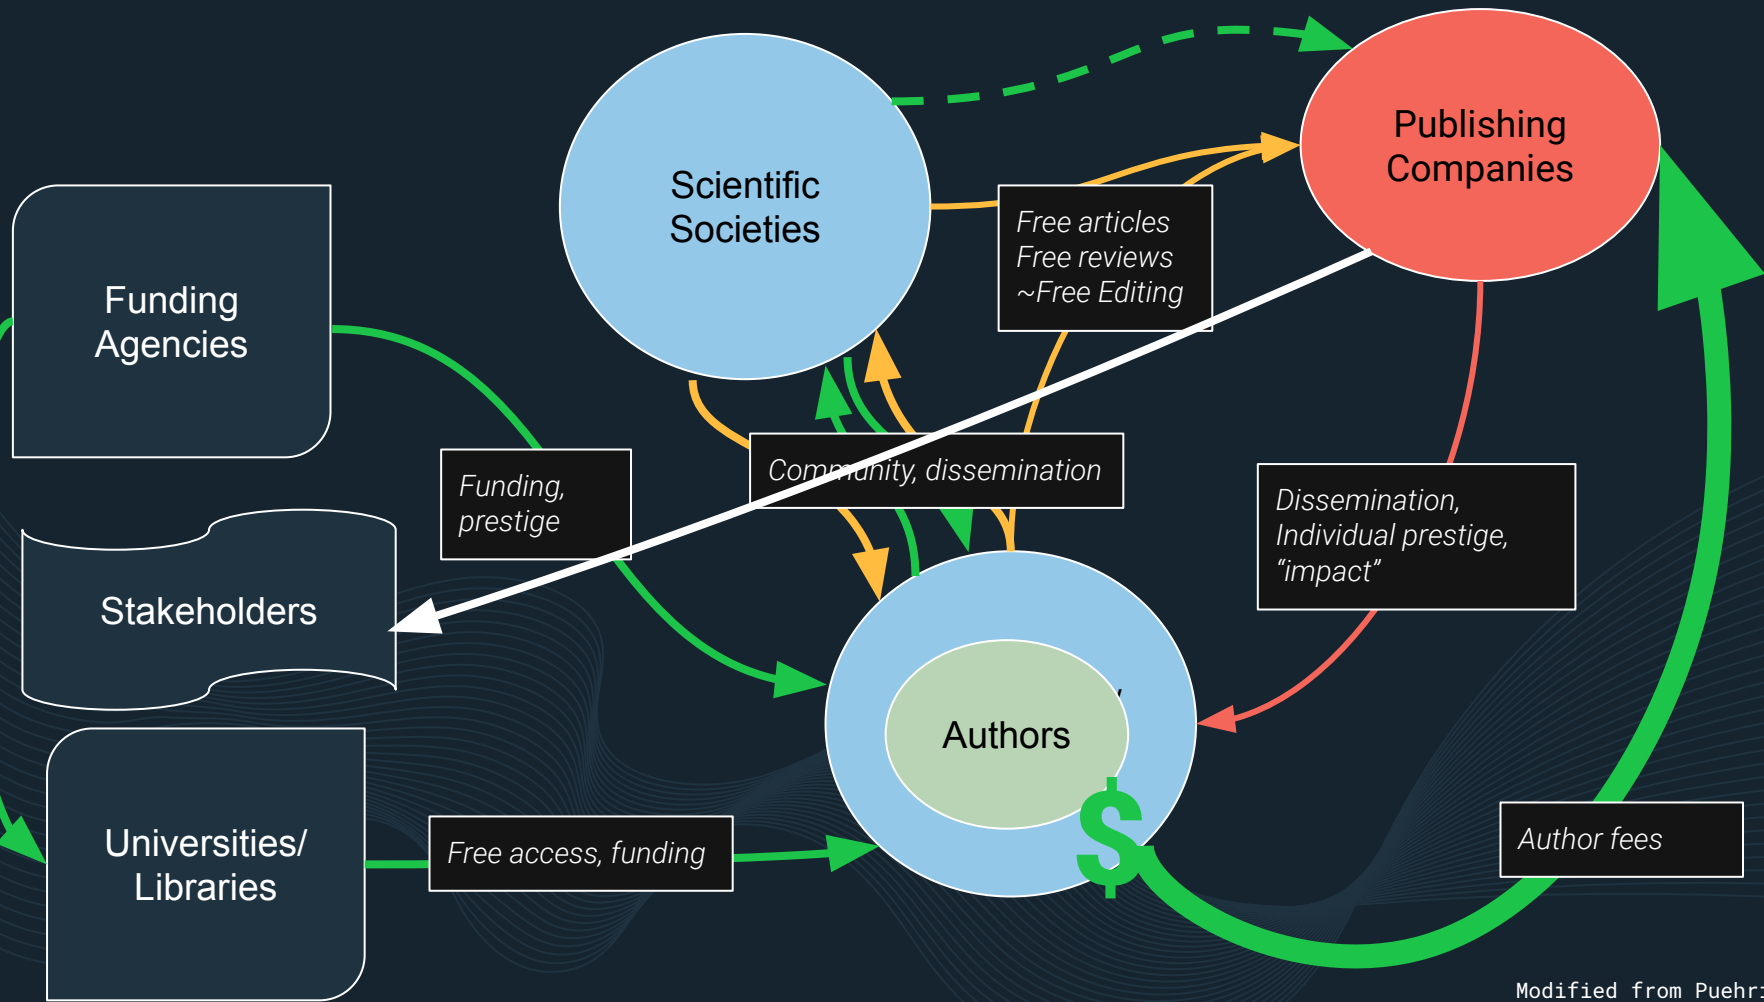 Scientific
Societies
Publishing
Companies
Free articles
Free reviews
~Free Editing
Funding
Agencies
Funding,
prestige
Community, dissemination
Dissemination,
Individual prestige,
“impact”
Stakeholders
Authors
Universities/
Libraries
Free access, funding
$
Author fees
Modified from